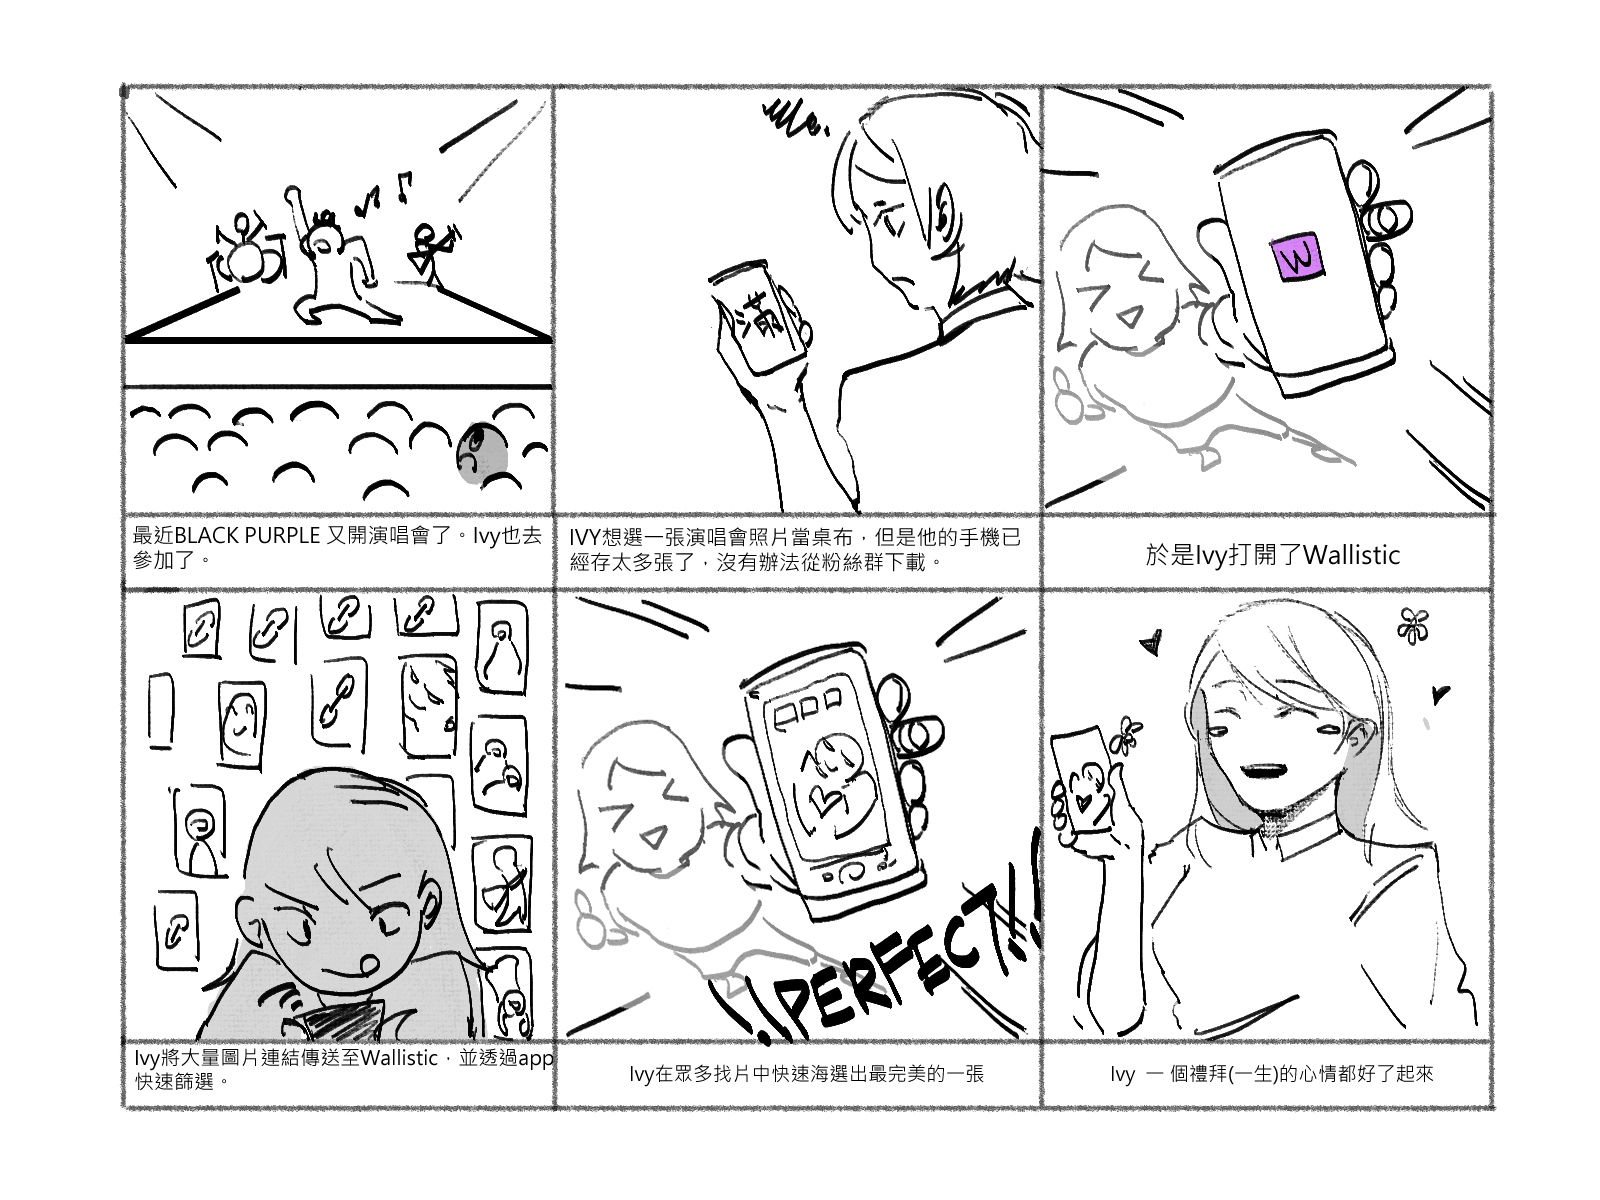 滿
W
最近BLACK PURPLE 又開演唱會了。Ivy也去
參加了。
IVY想選一張演唱會照片當桌布，但是他的手機已
經存太多張了，沒有辦法從粉絲群下載。
於是Ivy打開了Wallistic
!!PERFECT!!
Ivy將大量圖片連結傳送至Wallistic，並透過app
快速篩選。
Ivy在眾多找片中快速海選出最完美的一張
Ivy 一個禮拜(一生)的心情都好了起來